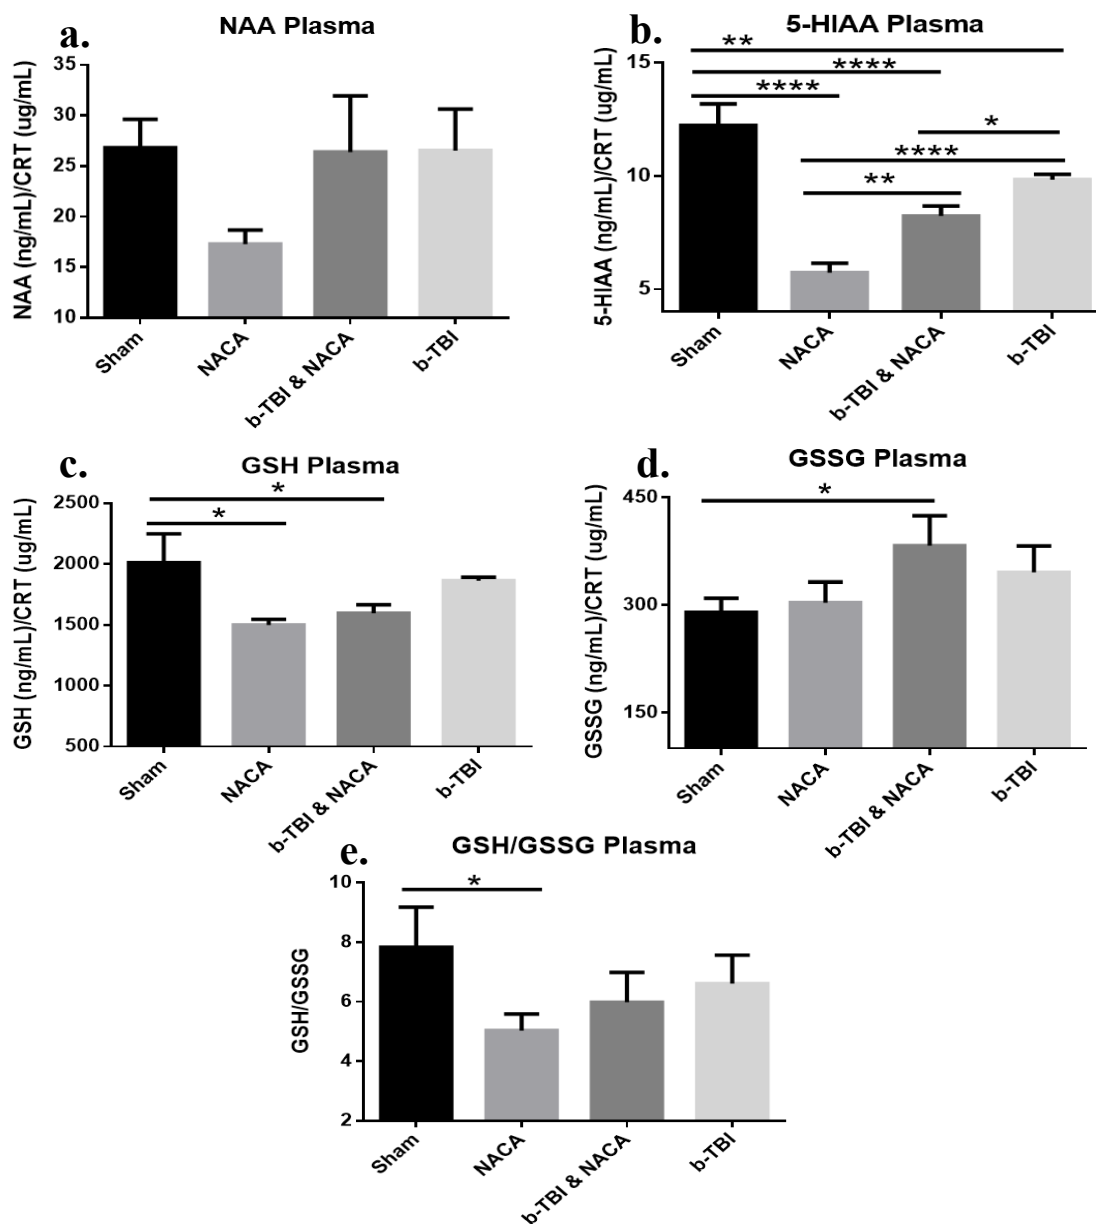 a.
NAA Plasma
NAA (ng/mL)/CRT (ug/mL)
35
30
25
20
15
10
Sham
NACA
b-TBI & NACA
b-TBI
b.
5-HIAA Plasma
5-HIAA (ng/mL)/CRT (ug/mL)
**
****
****
*
****
**
15
10
5
Sham
NACA
b-TBI & NACA
b-TBI
c.
GSH Plasma
GSH (ng/mL)/CRT (ug/mL)
*
*
2500
2000
1500
1000
500
Sham
NACA
b-TBI & NACA
b-TBI
d.
GSSG Plasma
GSSG (ng/mL)/CRT (ug/mL)
*
450
300
150
Sham
NACA
b-TBI & NACA
b-TBI
e.
GSH/GSSG Plasma
GSH/GSSG
*
10
8
6
4
2
Sham
NACA
b-TBI & NACA
b-TBI